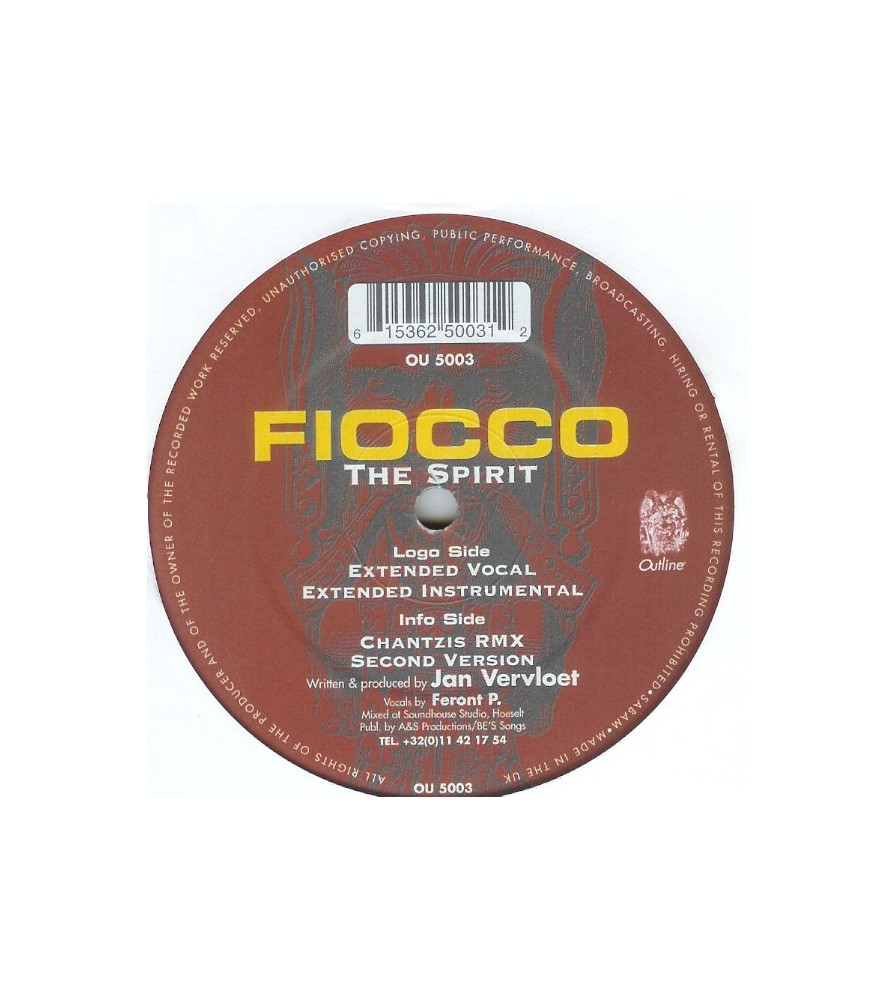 ALL RIGHTS OF THE PRODUCER AND OF THE OWNER OF THE RECORDED WORK RESERVED, UNAUTHORISED COPYING, PUBLIC PERFORMANCE, BROADCASTING, HIRING OR RENTAL OF THIS RECORDING PROHIBITED•SABAM•MADE IN THE UK
6 15362 50031 2
OU 5003
FIOCCO
THE SPIRIT
Logo Side
EXTENDED VOCAL
EXTENDED INSTRUMENTAL
Outline
Info Side
CHANTZIS RMX
SECOND VERSION
Written & produced by Jan Vervloet
Vocals by Feront P.
Mixed at Soundhouse Studio, Hoeselt
Publ. by A&S Productions/BE'S Songs
TEL. +32(0)11 42 17 54
OU 5003